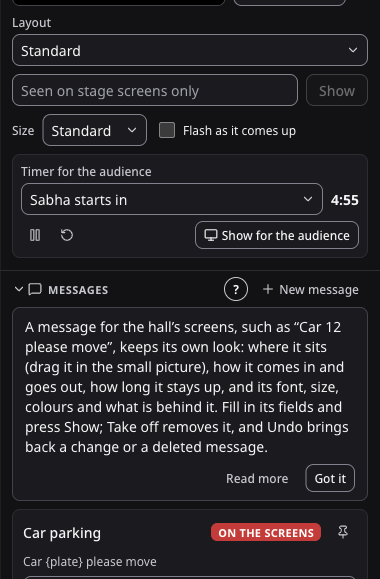 Layout
Standard
Seen on stage screens only
Show
Size
Standard
Flash as it comes up
Timer for the audience
Sabha starts in
4:55
Show for the audience
MESSAGES
?
+ New message
A message for the hall’s screens, such as “Car 12
please move”, keeps its own look: where it sits
(drag it in the small picture), how it comes in and
goes out, how long it stays up, and its font, size,
colours and what is behind it. Fill in its fields and
press Show; Take off removes it, and Undo brings
back a change or a deleted message.
Read more
Got it
Car parking
ON THE SCREENS
Car {plate} please move